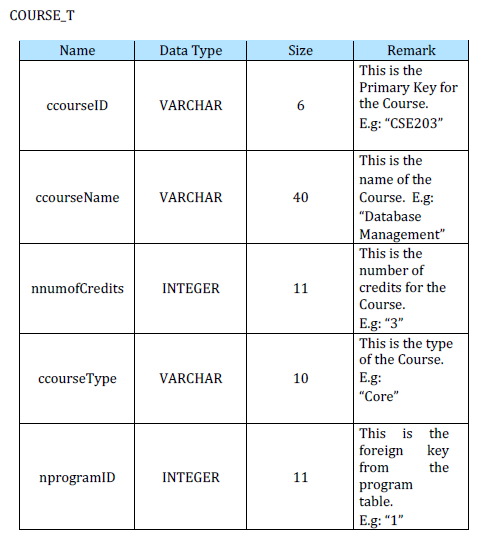 COURSE_T
Name Data Type Size Remark
ccourseID VARCHAR 6 This is the
Primary Key for
the Course.
E.g: “CSE203”
ccourseName VARCHAR 40 This is the
name of the
Course. E.g:
“Database
Management”
nnumofCredits INTEGER 11 This is the
number of
credits for the
Course.
E.g: “3”
ccourseType VARCHAR 10 This is the type
of the Course.
E.g:
“Core”
nprogramID INTEGER 11 This is the
foreign key
from the
program
table.
E.g: “1”